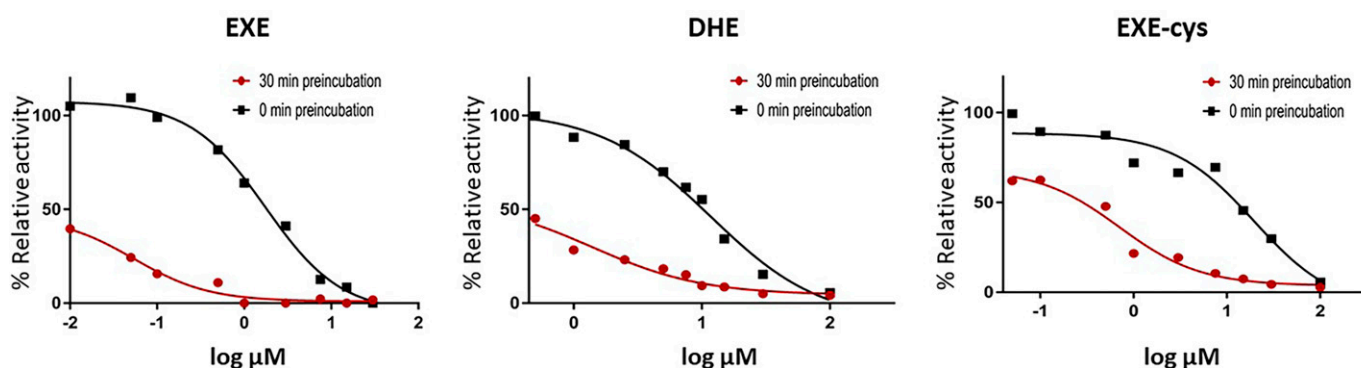 EXE
30 min preincubation
0 min preincubation
% Relative activity
100
50
0
-2 -1 0 1 2
log µM
DHE
30 min preincubation
0 min preincubation
% Relative activity
100
50
0
0 1 2
log µM
EXE-cys
30 min preincubation
0 min preincubation
% Relative activity
100
50
0
-1 0 1 2
log µM